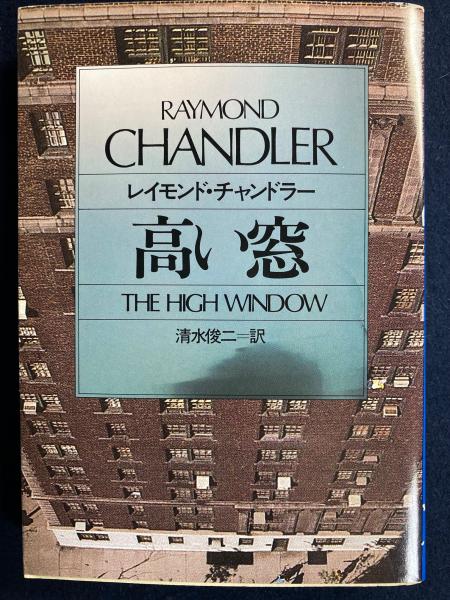 RAYMOND
CHANDLER
レイモンド・チャンドラー
高い窓
THE HIGH WINDOW
清水俊二=訳